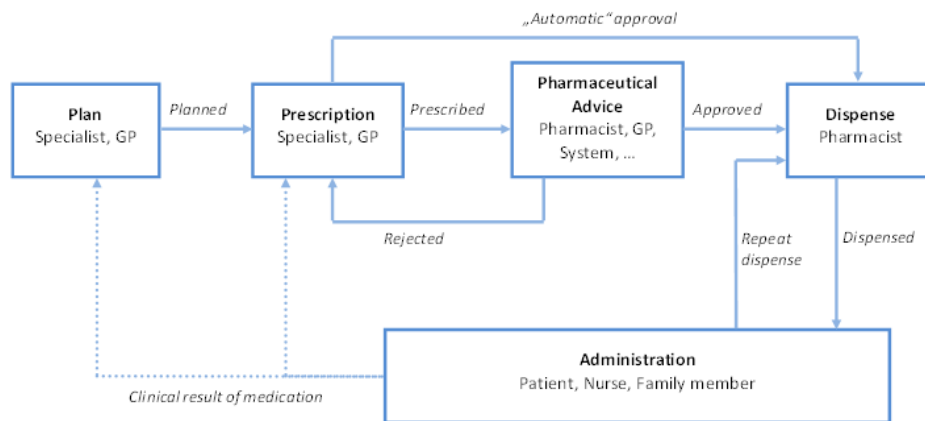 „Automatic“ approval
Plan
Specialist, GP
Planned
Prescription
Specialist, GP
Prescribed
Pharmaceutical
Advice
Pharmacist, GP,
System, ...
Approved
Dispense
Pharmacist
Rejected
Repeat
dispense
Dispensed
Administration
Patient, Nurse, Family member
Clinical result of medication